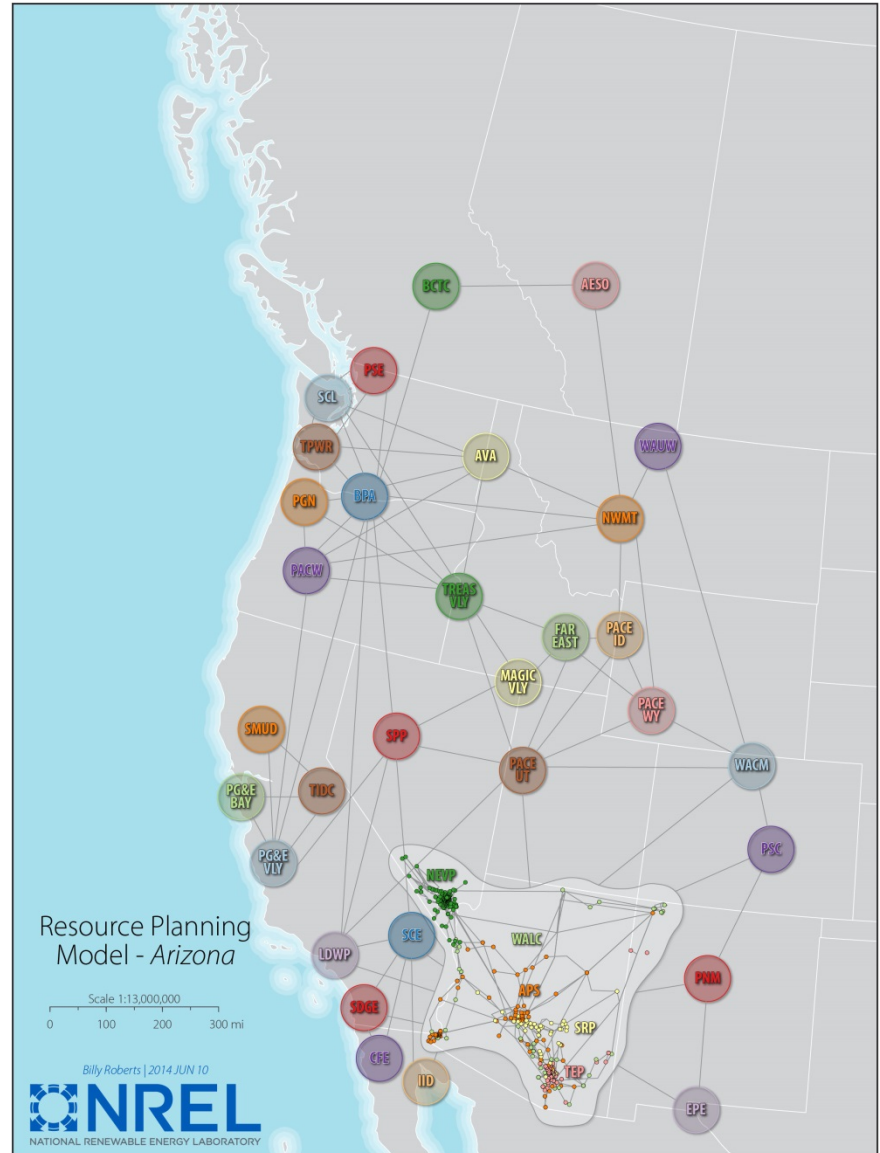 BCTC
AESO
PSE
SCL
TPWR
AVA
WAUW
PGN
BPA
NWMT
PACW
TREAS
VLY
FAR
EAST
PACE
ID
MAGIC
VLY
PACE
WY
SMUD
SPP
PACE
UT
WACM
PG&E
BAY
TIDC
PG&E
VLY
PSC
NEVP
SCE
WALC
LDWP
APS
PNM
SDGE
SRP
CFE
TEP
IID
EPE
Resource Planning
Model - Arizona
Scale 1:13,000,000
0 150 300 mi
Billy Roberts | 2014 JUN 10
NREL
NATIONAL RENEWABLE ENERGY LABORATORY